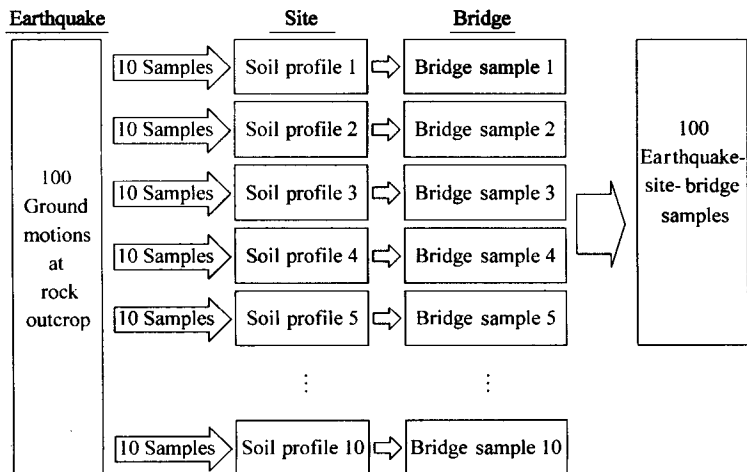 Earthquake
Site
Bridge
100
Ground
motions
at
rock
outcrop
10 Samples
Soil profile 1
Bridge sample 1
10 Samples
Soil profile 2
Bridge sample 2
10 Samples
Soil profile 3
Bridge sample 3
10 Samples
Soil profile 4
Bridge sample 4
10 Samples
Soil profile 5
Bridge sample 5
⋮
⋮
10 Samples
Soil profile 10
Bridge sample 10
100
Earthquake-
site- bridge
samples